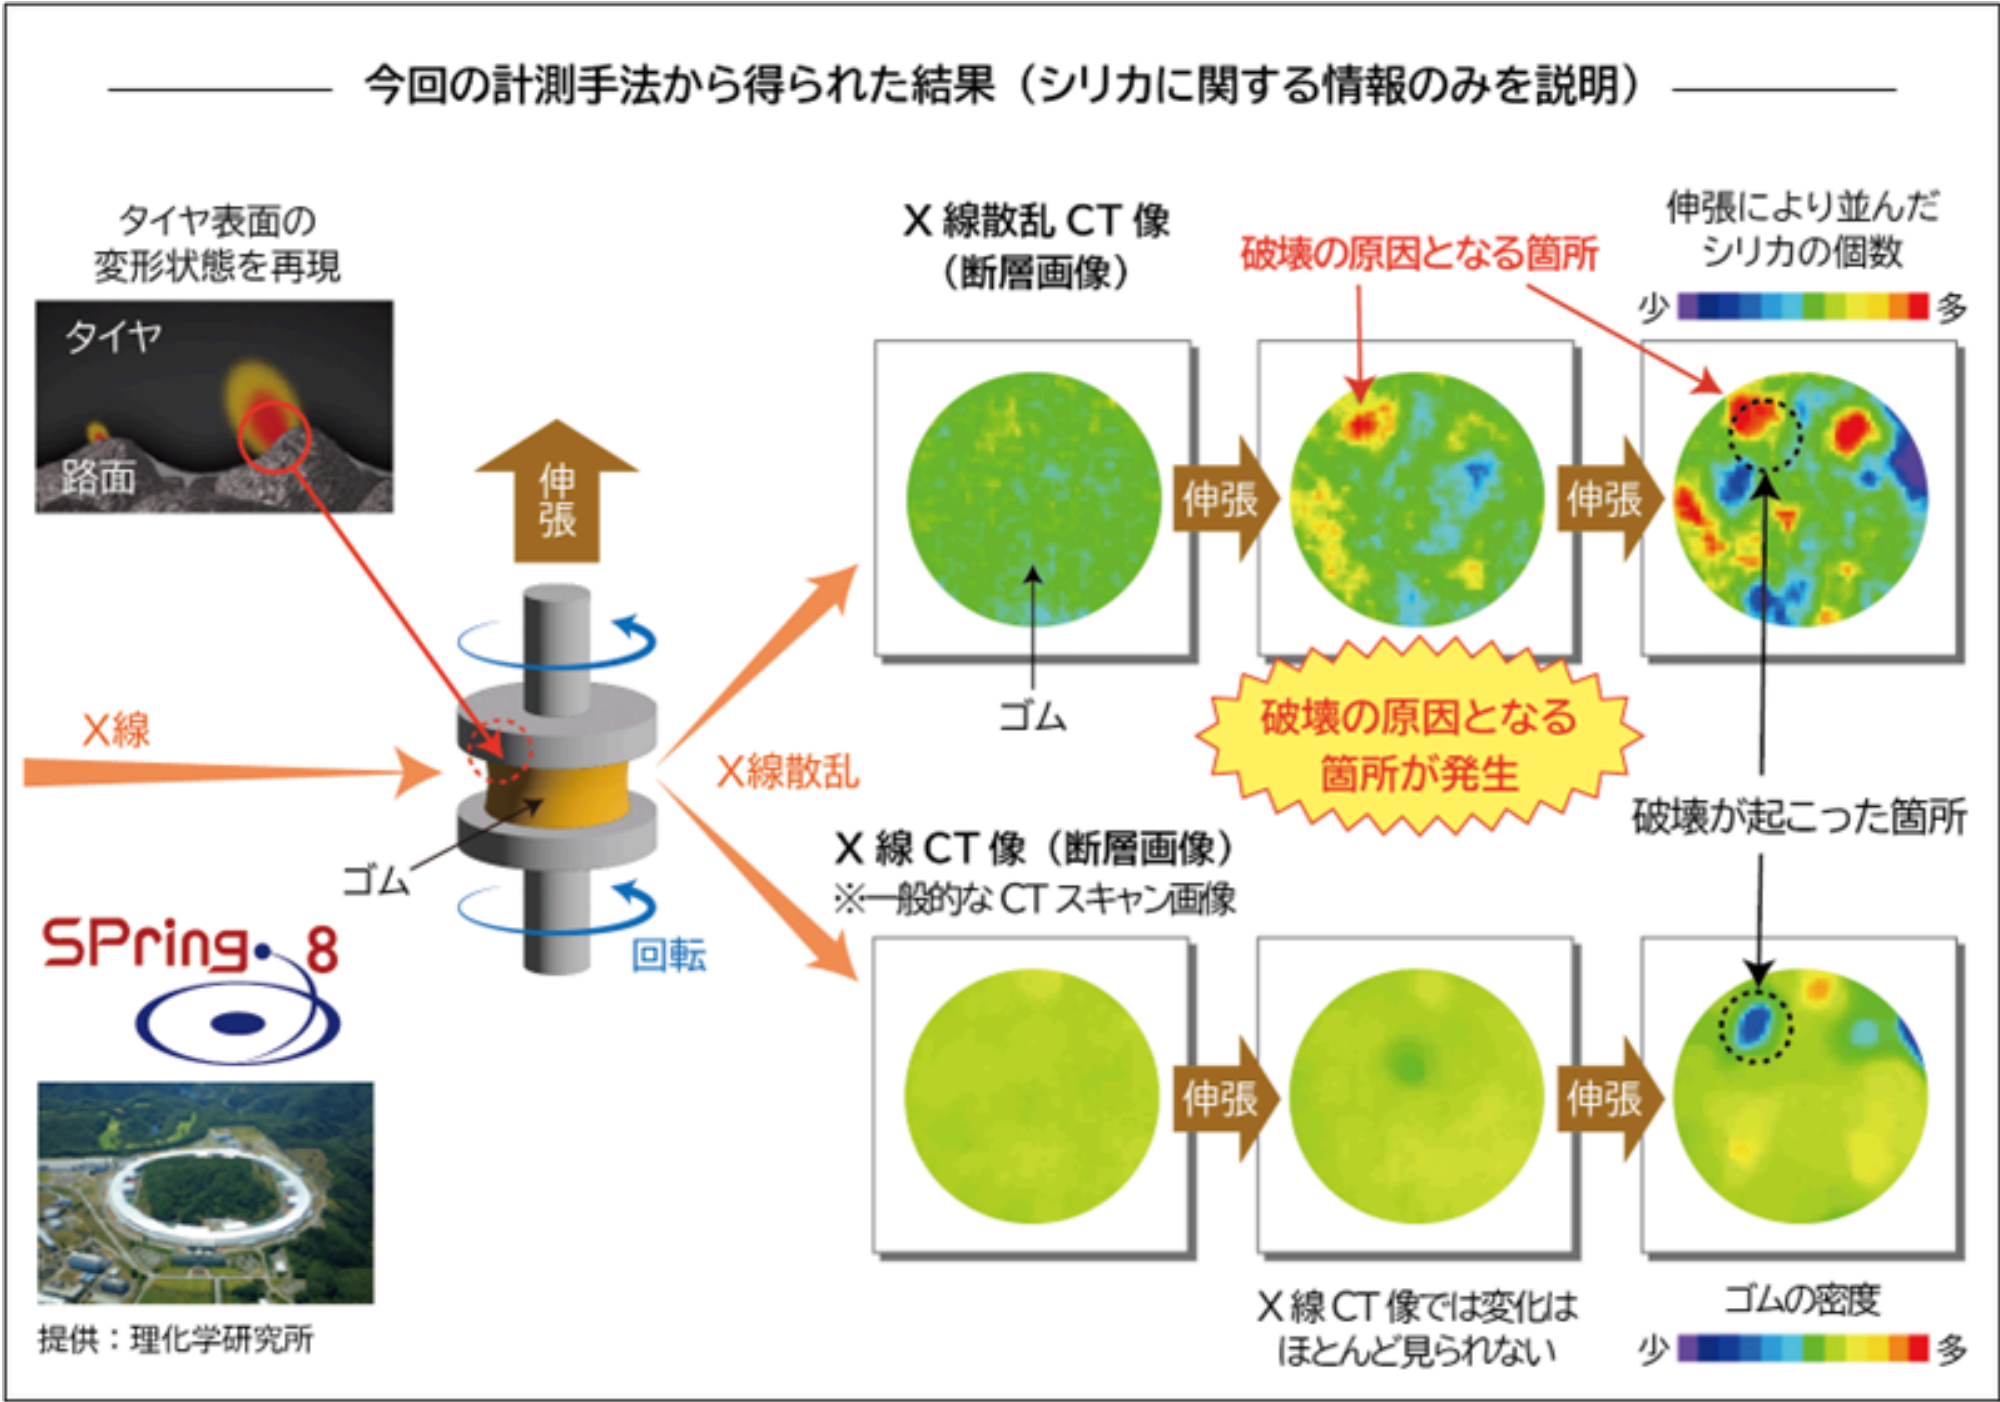 今回の計測手法から得られた結果（シリカに関する情報のみを説明）
タイヤ表面の
変形状態を再現
タイヤ
路面
伸
張
X線
X線散乱
ゴム
回転
SPring-8
提供：理化学研究所
X 線散乱 CT 像
（断層画像）
破壊の原因となる箇所
伸張により並んだ
シリカの個数
少
多
伸張
伸張
ゴム
破壊の原因となる
箇所が発生
破壊が起こった箇所
X 線 CT 像（断層画像）
※一般的な CT スキャン画像
伸張
伸張
X 線 CT 像では変化は
ほとんど見られない
ゴムの密度
少
多